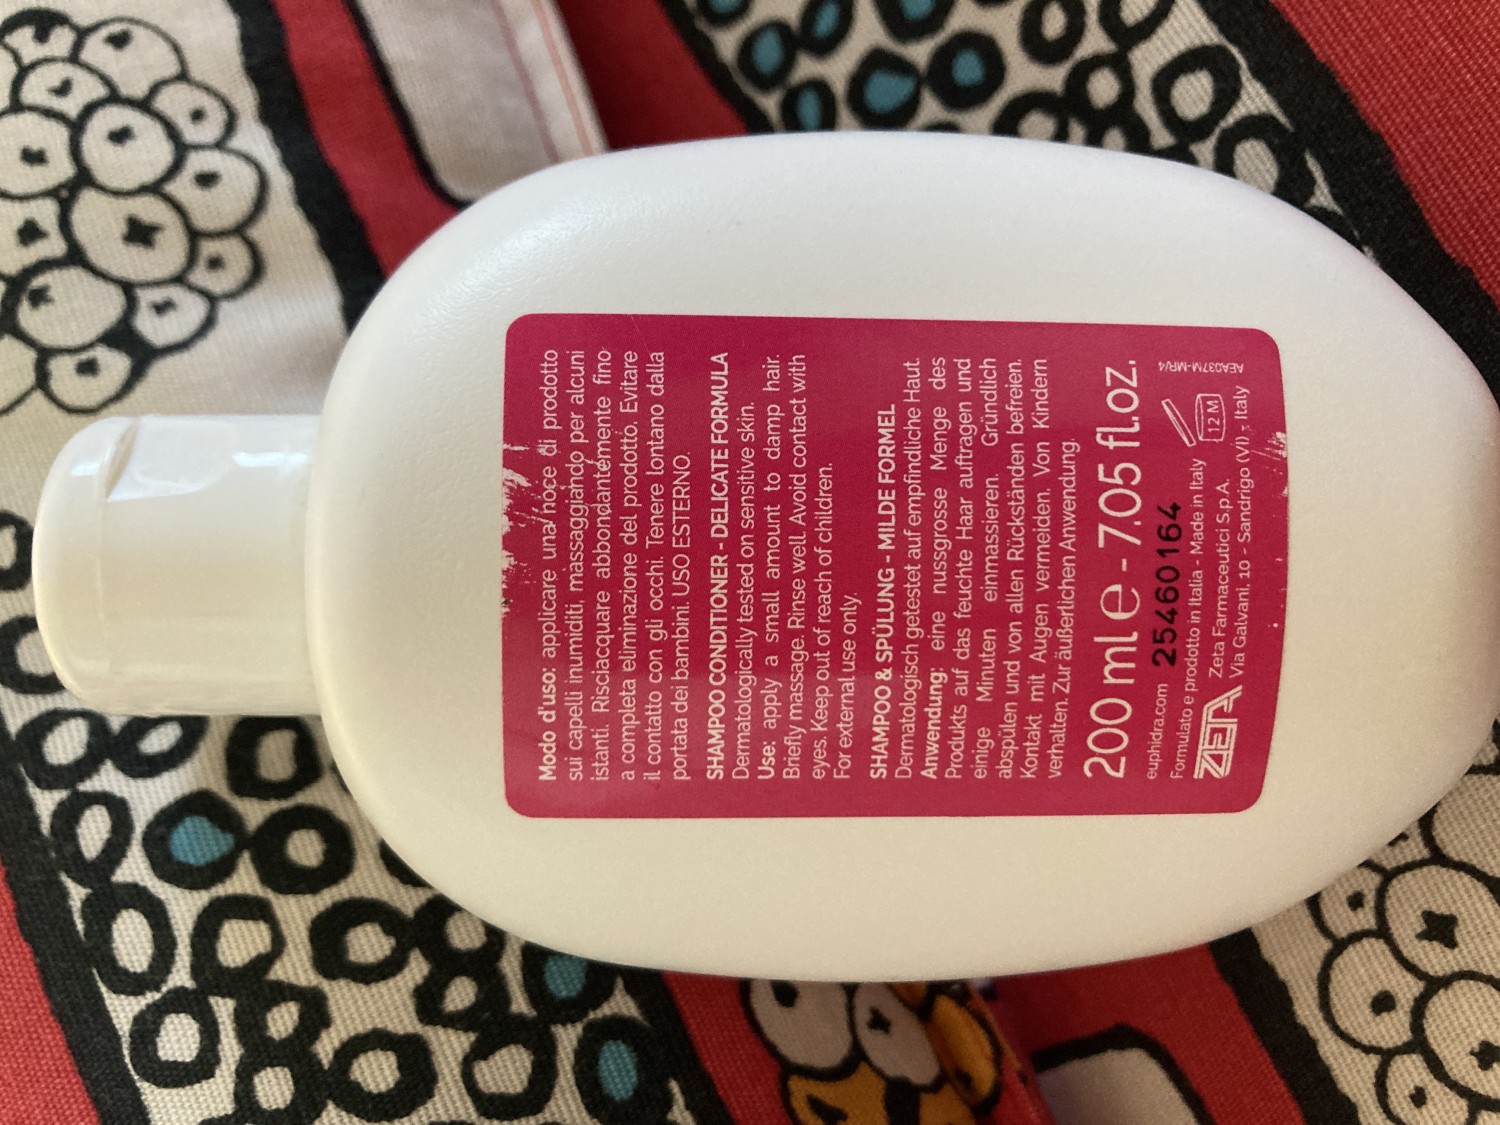 Modo d'uso: applicare una noce di prodotto
sui capelli inumiditi, massaggiando per alcuni
istanti. Risciacquare abbondantemente fino
a completa eliminazione del prodotto. Evitare
il contatto con gli occhi. Tenere lontano dalla
portata dei bambini. USO ESTERNO.
SHAMPOO CONDITIONER - DELICATE FORMULA
Dermatologically tested on sensitive skin.
Use: apply a small amount to damp hair.
Briefly massage. Rinse well. Avoid contact with
eyes. Keep out of reach of children.
For external use only.
SHAMPOO & SPÜLUNG - MILDE FORMEL
Dermatologisch getestet auf empfindliche Haut.
Anwendung: eine nussgrosse Menge des
Produkts auf das feuchte Haar auftragen und
einige Minuten einmassieren. Gründlich
abspülen und von allen Rückständen befreien.
Kontakt mit Augen vermeiden. Von Kindern
verhalten. Zur äußerlichen Anwendung.
200 ml e - 7.05 fl.oz.
euphidra.com 25460164
Formulato e prodotto in Italia - Made in Italy
ZETA Zeta Farmaceutici S.p.A.
Via Galvani, 10 - Sandrigo (VI) - Italy
12 M
AEA037M-MR/4